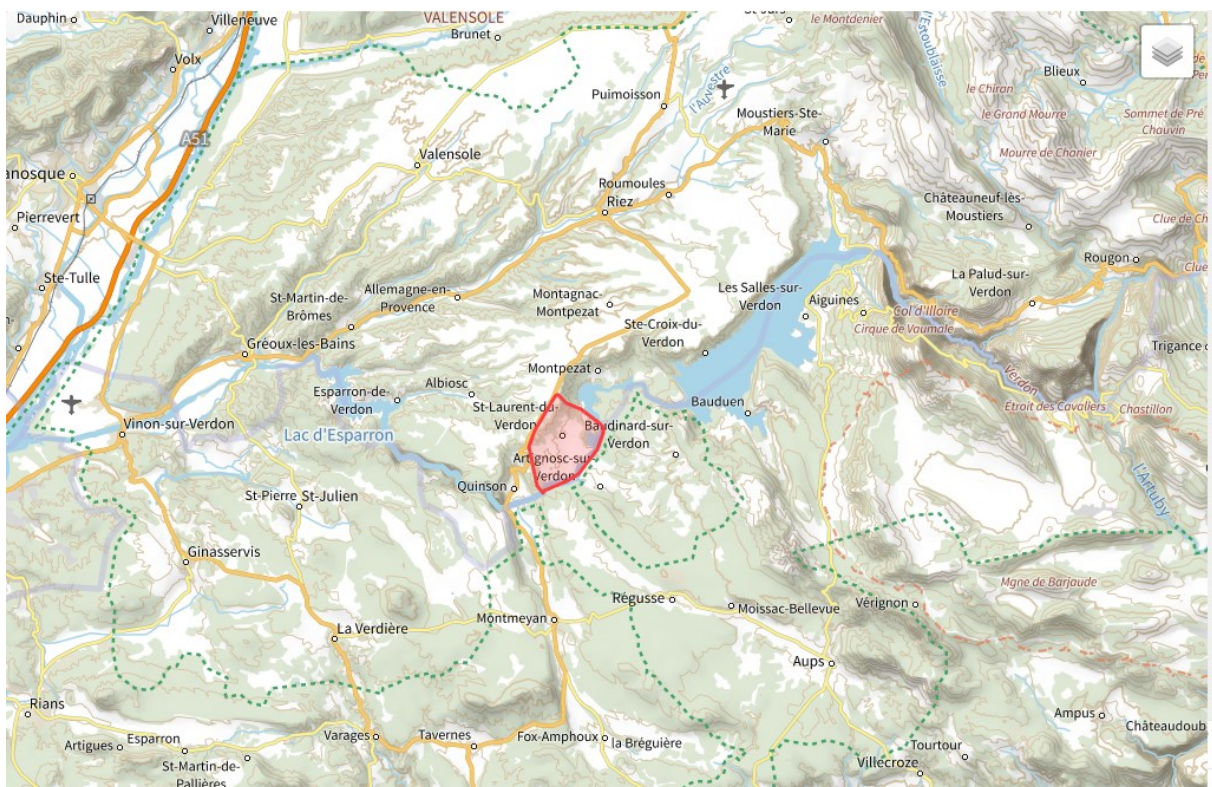 Dauphin
Villeneuve
VALENSOLE
Brunet
le Montdenier
l'Estoublaisse
Volx
Blieux
le Chiran
le Grand Mourre
Sommet de Pré
Chauvin
Puimoisson
l'Auvestre
Moustiers-Ste-
Marie
Mourre de Chanier
A51
Valensole
anosque
Pierrevert
Roumoules
Riez
Châteauneuf-lès-
Moustiers
Clue de Ch
Rougon
Clue
Ste-Tulle
St-Martin-de-
Brômes
Allemagne-en-
Provence
Montagnac-
Montpezat
Les Salles-sur-
Verdon
Aiguines
La Palud-sur-
Verdon
Col d'Illoire
Cirque de Vaumale
Ste-Croix-du-
Verdon
Gréoux-les-Bains
Trigance
Montpezat
Verdon
Esparron-de-
Verdon
Albiosc
St-Laurent-du-
Verdon
Bauduen
Étroit des Cavaliers
Chastillon
Vinon-sur-Verdon
Lac d'Esparron
Baudinard-sur-
Verdon
Artignosc-sur-
Verdon
l'Artuby
Quinson
St-Pierre
St-Julien
Ginasservis
Mgne de Barjaude
Régusse
Moissac-Bellevue
Vérignon
Montmeyan
La Verdière
Aups
Rians
Ampus
Châteaudoub
Artigues
Esparron
Varages
Tavernes
Fox-Amphoux
la Bréguière
Tourtour
St-Martin-de-
Pallières
Villecroze